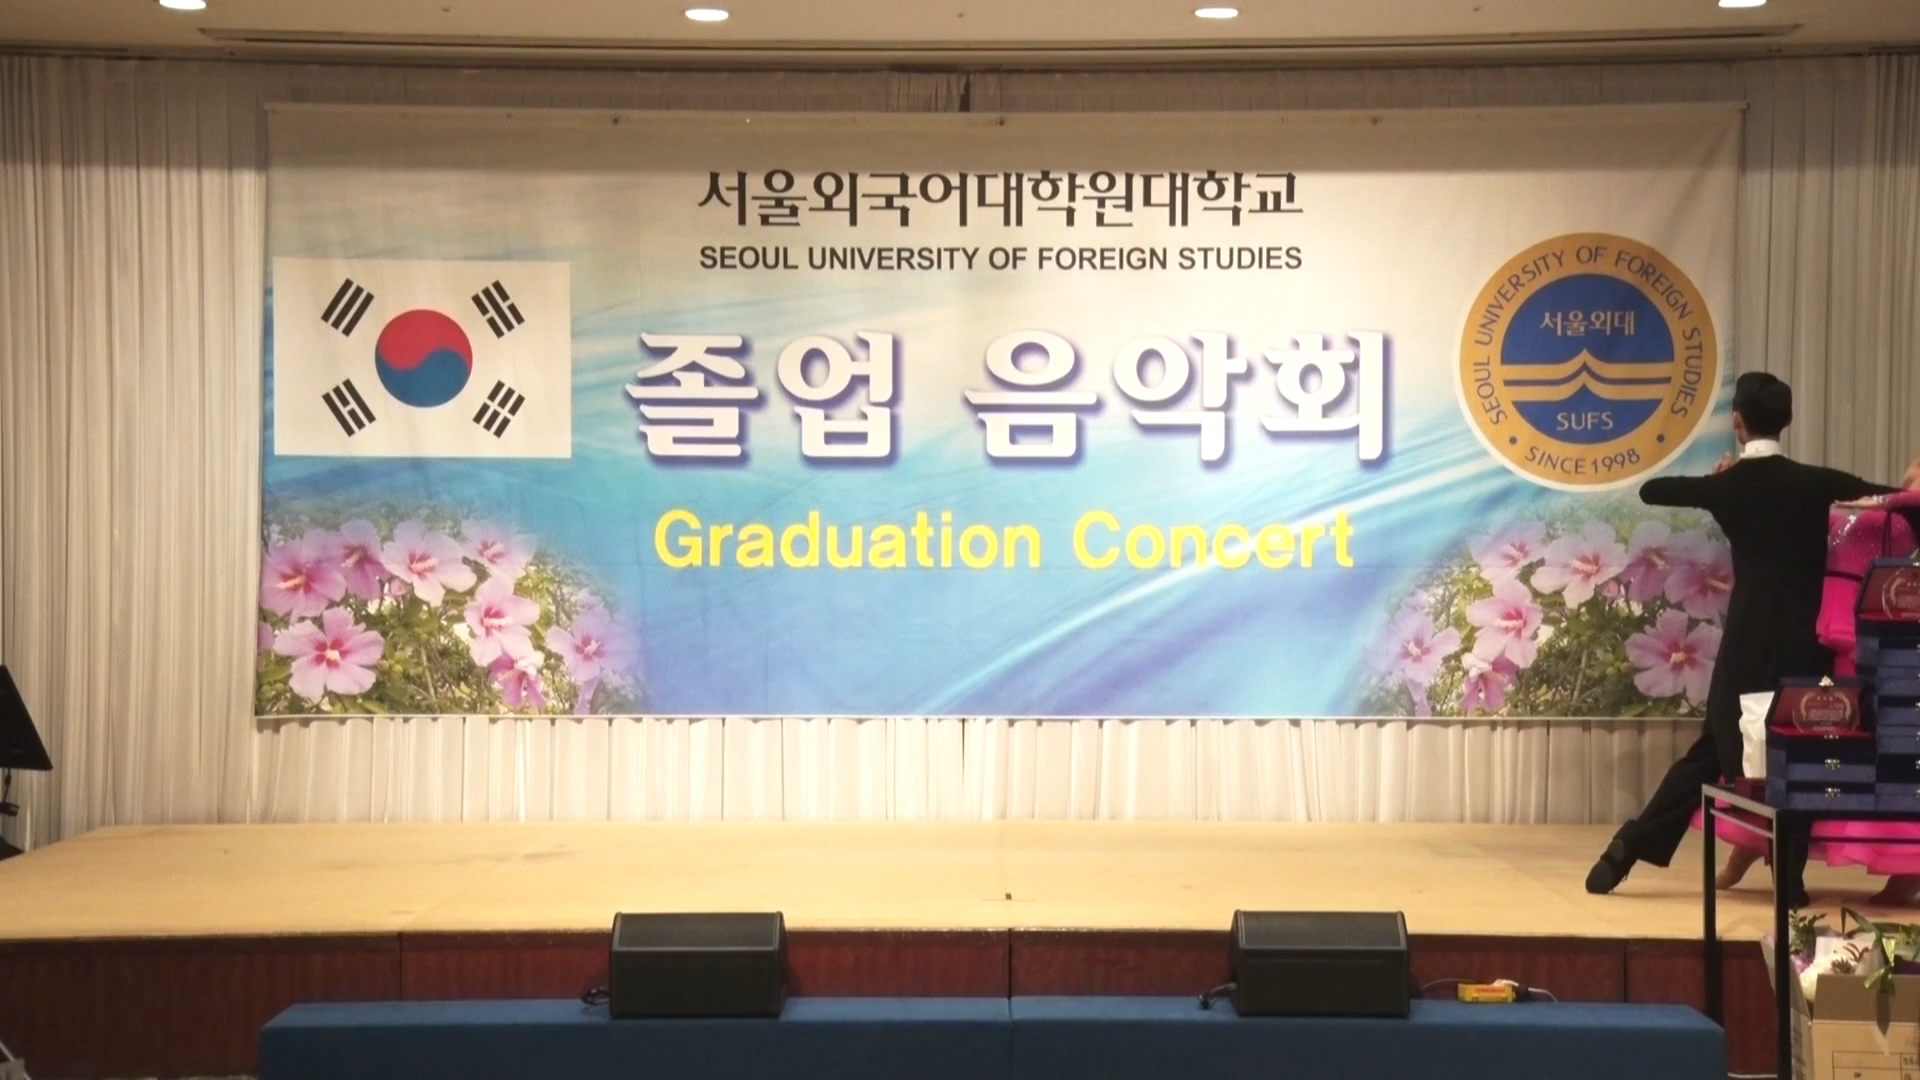 서울외국어대학원대학교
SEOUL UNIVERSITY OF FOREIGN STUDIES
졸업 음악회
Graduation Concert
SEOUL UNIVERSITY OF FOREIGN STUDIES
서울외대
SUFS
SINCE 1998